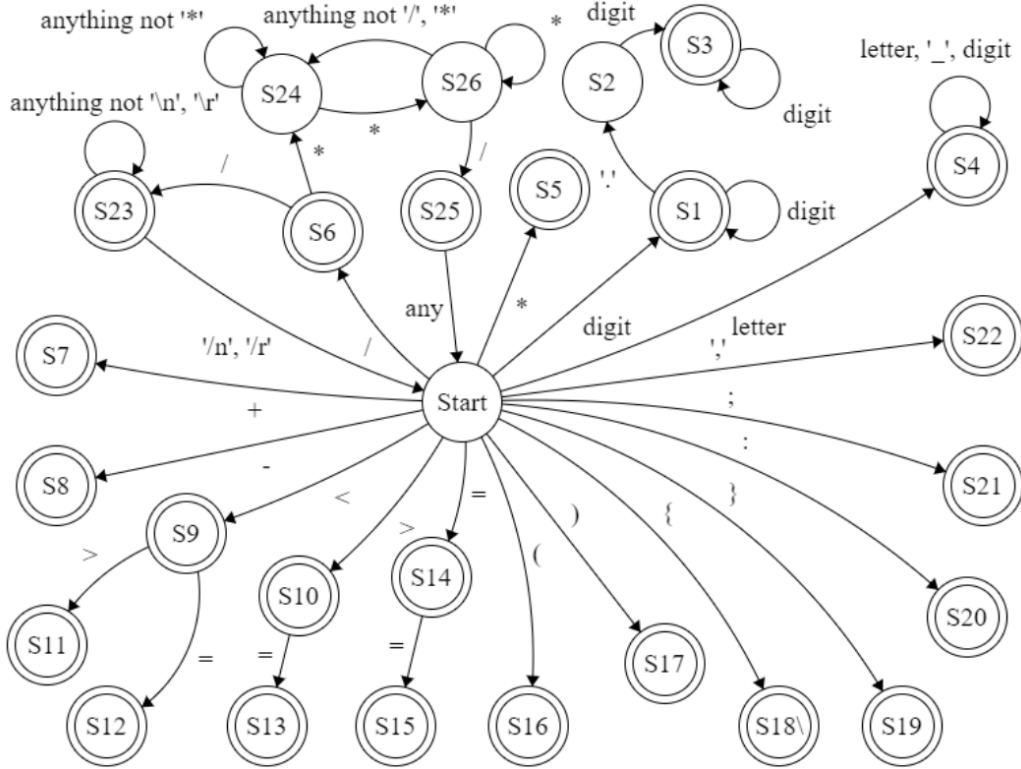 anything not '*'
anything not '/', '*'
*
digit
S3
S24
S26
S2
letter, '_', digit
anything not '\n', '\r'
*
digit
/
*
/
S4
S23
S6
S25
S5
'.'
S1
digit
any
*
digit
letter
S7
'/n', '/r'
/
','
S22
Start
+
;
-
:
S8
<
=
S21
S9
>
)
{
}
>
S10
S14
(
S11
=
=
=
S17
S20
S12
S13
S15
S16
S18\
S19